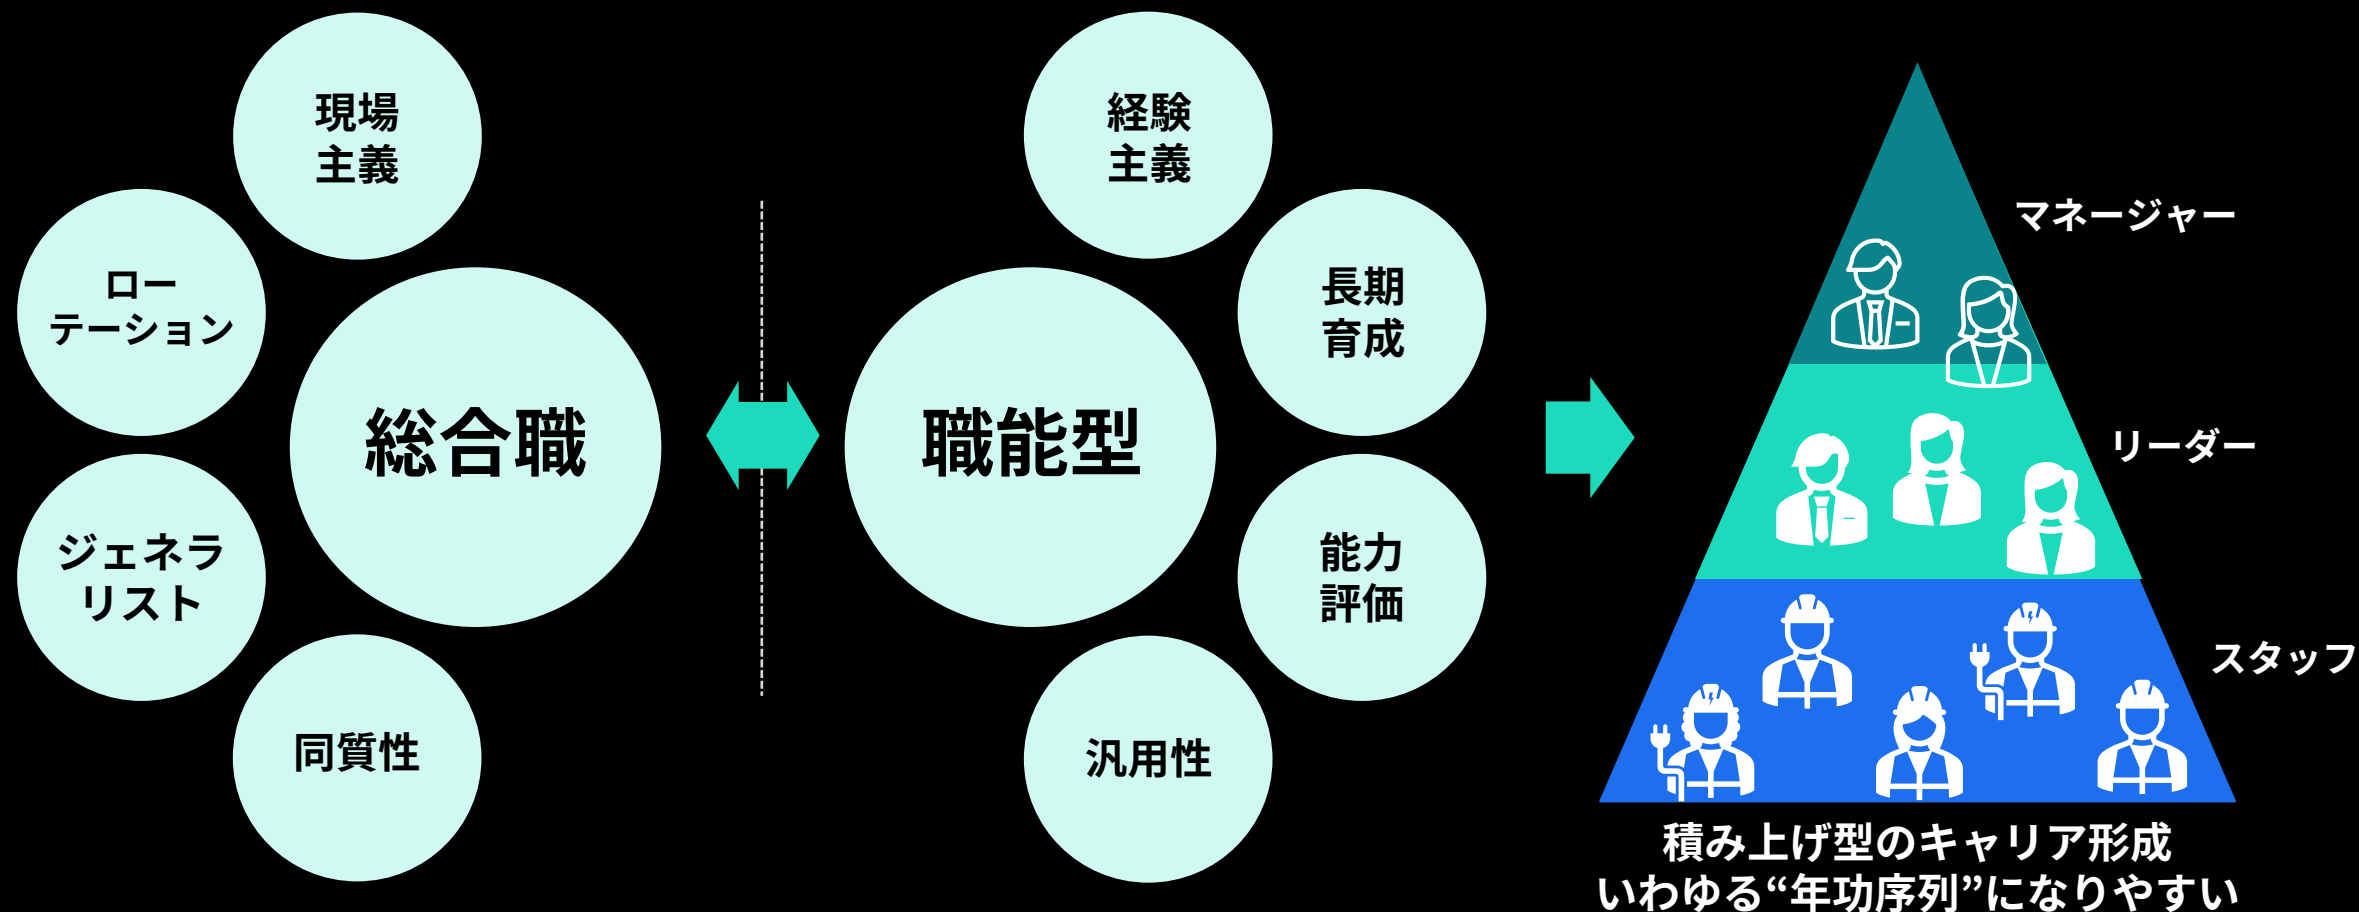 現場
主義
ロー
テーション
ジェネラ
リスト
同質性
総合職
職能型
経験
主義
長期
育成
能力
評価
汎用性
マネージャー
リーダー
スタッフ
積み上げ型のキャリア形成
いわゆる“年功序列”になりやすい